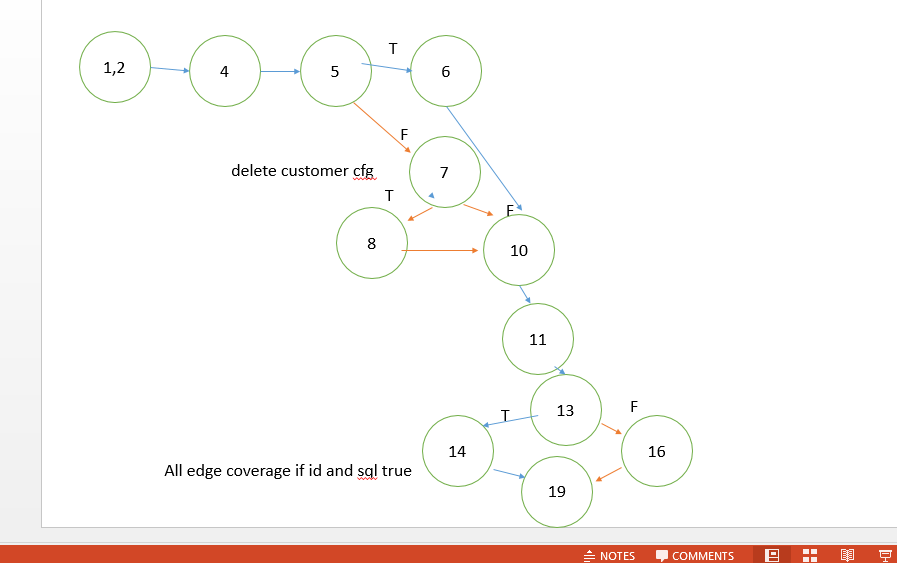 1,2
4
5
T
6
F
delete customer cfg
7
T
F
8
10
11
13
T
F
14
16
All edge coverage if id and sql true
19
NOTES
COMMENTS